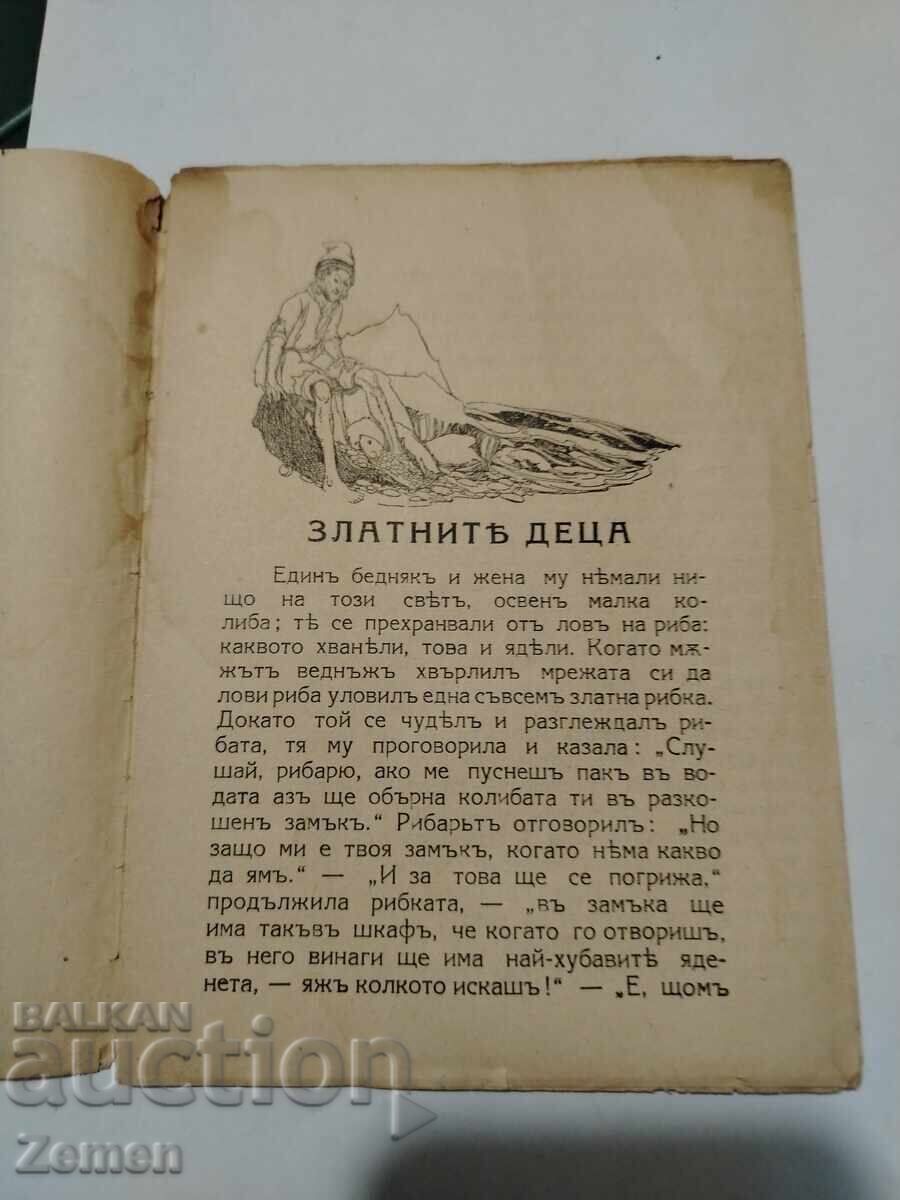 ЗЛАТНИТѢ ДЕЦА
Единъ беднякъ и жена му нѣмали ни-
що на този свѣтъ, освенъ малка ко-
либа; тѣ се прехранвали отъ ловъ на риба:
каквото хванѣли, това и ядѣли. Когато мѫ-
жътъ веднъжъ хвърлилъ мрежата си да
лови риба уловилъ една съвсемъ златна рибка.
Докато той се чудѣлъ и разглеждалъ ри-
бата, тя му проговорила и казала: „Слу-
шай, рибарю, ако ме пуснешъ пакъ въ во-
дата азъ ще обърна колибата ти въ разко-
шенъ замъкъ.“ Рибарьтъ отговорилъ: „Но
защо ми е твоя замъкъ, когато нѣма какво
да ямъ.“ — „И за това ще се погрижа,“
продължила рибката, — „въ замъка ще
има такъвъ шкафъ, че когато го отворишъ,
въ него винаги ще има най-хубавитѣ яде-
нета, — яжъ колкото искашъ!“ — „Е, щомъ
BALKAN
auction
Zemen